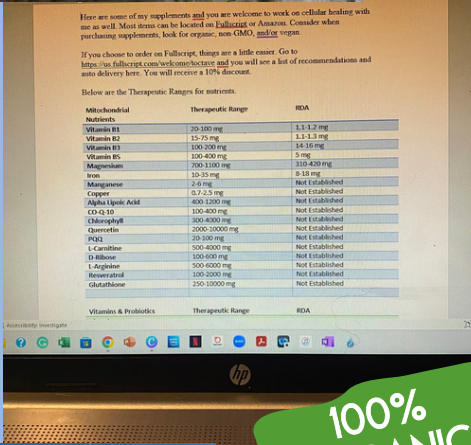 Here are some of my supplements and you are welcome to work on cellular healing with
me as well. Most items can be located on Fullscript or Amazon. Consider when
purchasing supplements, look for organic, non-GMO, and/or vegan.
If you choose to order on Fullscript, things are a little easier. Go to
https://us.fullscript.com/welcome/toctave and you will see a list of recommendations and
auto delivery here. You will receive a 10% discount.
Below are the Therapeutic Ranges for nutrients.
Mitochondrial Nutrients Therapeutic Range RDA
Vitamin B1 20-100 mg 1.1-1.2 mg
Vitamin B2 15-75 mg 1.1-1.3 mg
Vitamin B3 100-200 mg 14-16 mg
Vitamin B5 100-400 mg 5 mg
Magnesium 700-1100 mg 310-420 mg
Iron 10-35 mg 8-18 mg
Manganese 2-6 mg Not Established
Copper 0.7-2.5 mg Not Established
Alpha Lipoic Acid 400-1200 mg Not Established
CO-Q-10 100-400 mg Not Established
Chlorophyll 300-4000 mg Not Established
Quercetin 2000-10000 mg Not Established
PQQ 20-100 mg Not Established
L-Carnitine 500-4000 mg Not Established
D-Ribose 100-600 mg Not Established
L-Arginine 500-6000 mg Not Established
Resveratrol 100-2000 mg Not Established
Glutathione 250-10000 mg Not Established
Vitamins & Probiotics Therapeutic Range RDA
Accessibility: Investigate
hp
100%